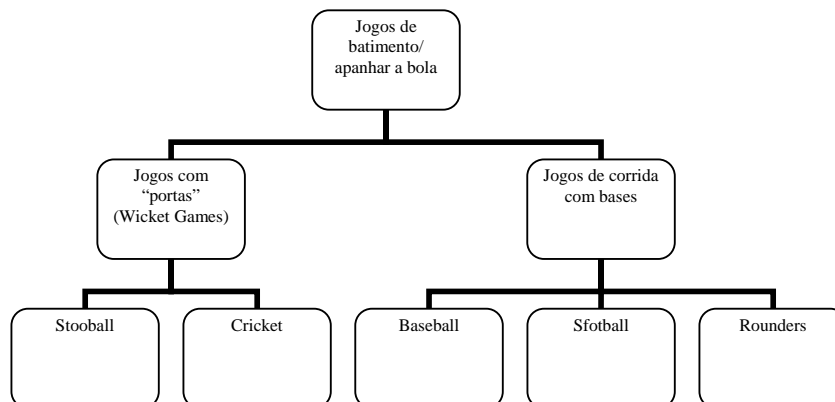 Jogos de
batimento/
apanhar a bola
Jogos com
“portas”
(Wicket Games)
Jogos de corrida
com bases
Stooball
Cricket
Baseball
Sfotball
Rounders